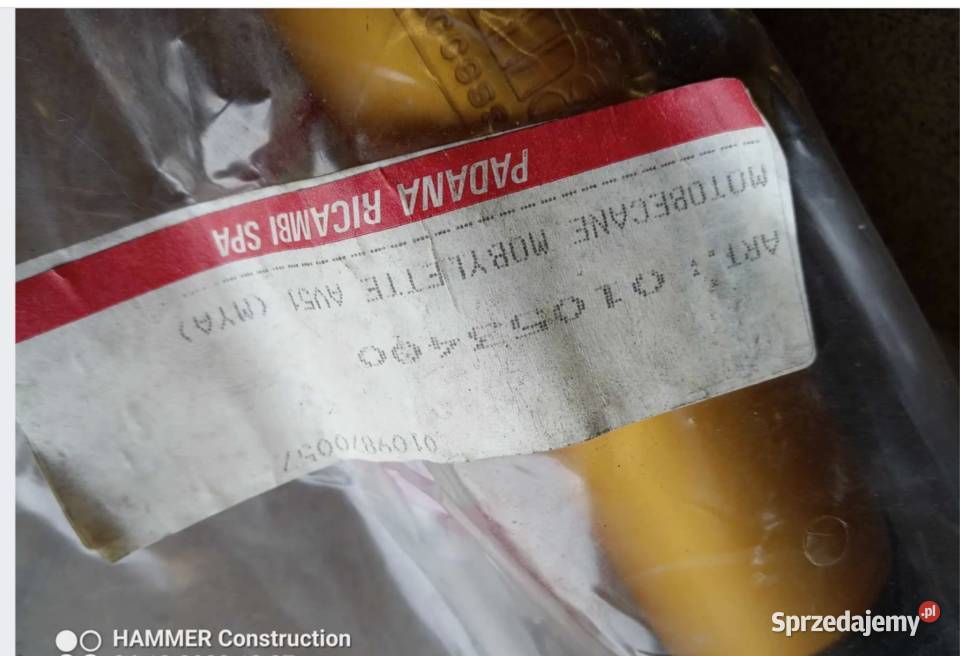 PADANA RICAMBI SPA
MOTOBECANE MOBYLETTE AV51 (MYA)
ART.: 01053490
HAMMER Construction
Sprzedajemy.pl